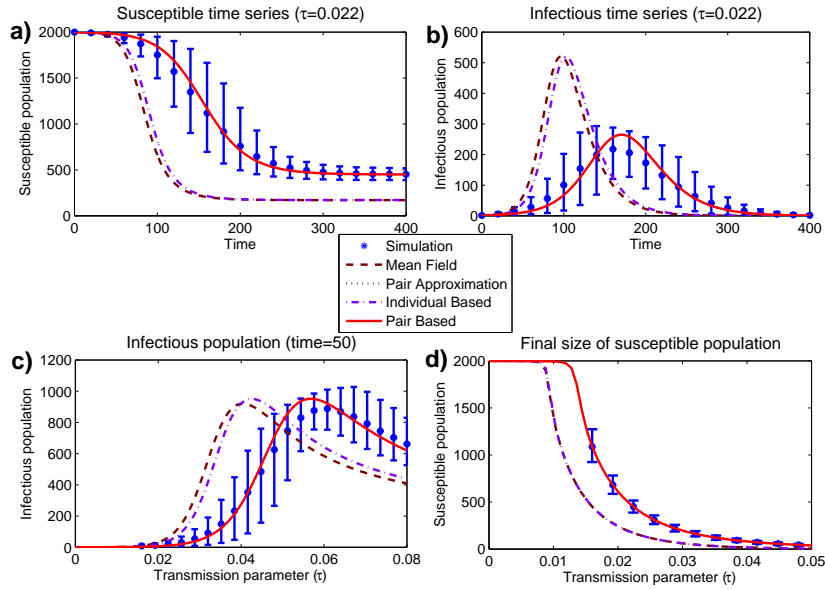 a)
Susceptible time series (τ=0.022)
Susceptible population
2000
1500
1000
500
0
0 100 200 300 400
Time
b)
Infectious time series (τ=0.022)
Infectious population
600
500
400
300
200
100
0
0 100 200 300 400
Time
Simulation
Mean Field
Pair Approximation
Individual Based
Pair Based
c)
Infectious population (time=50)
Infectious population
1200
1000
800
600
400
200
0
0 0.02 0.04 0.06 0.08
Transmission parameter (τ)
d)
Final size of susceptible population
Susceptible population
2000
1500
1000
500
0
0 0.01 0.02 0.03 0.04 0.05
Transmission parameter (τ)